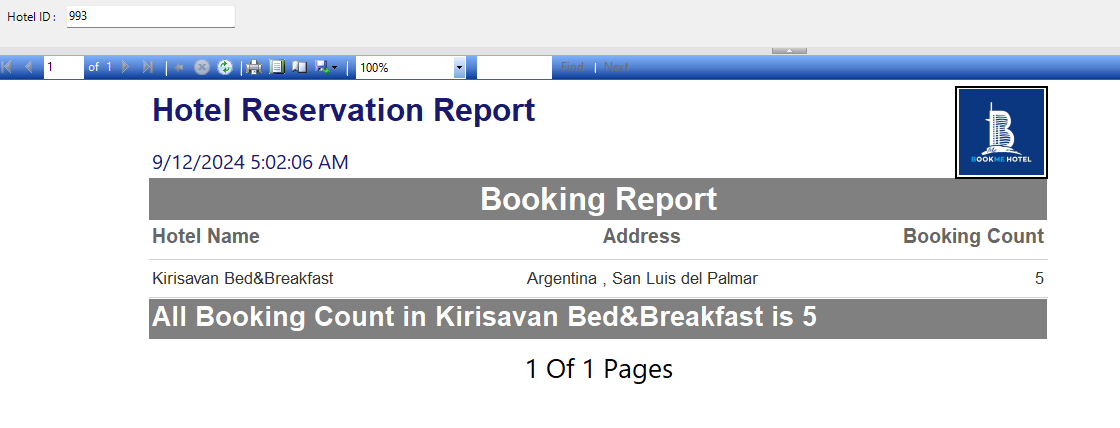 Hotel ID : 993
1 of 1 100% Find | Next
Hotel Reservation Report
BOOKME HOTEL
9/12/2024 5:02:06 AM
Booking Report
Hotel Name Address Booking Count
Kirisavan Bed&Breakfast Argentina , San Luis del Palmar 5
All Booking Count in Kirisavan Bed&Breakfast is 5
1 Of 1 Pages